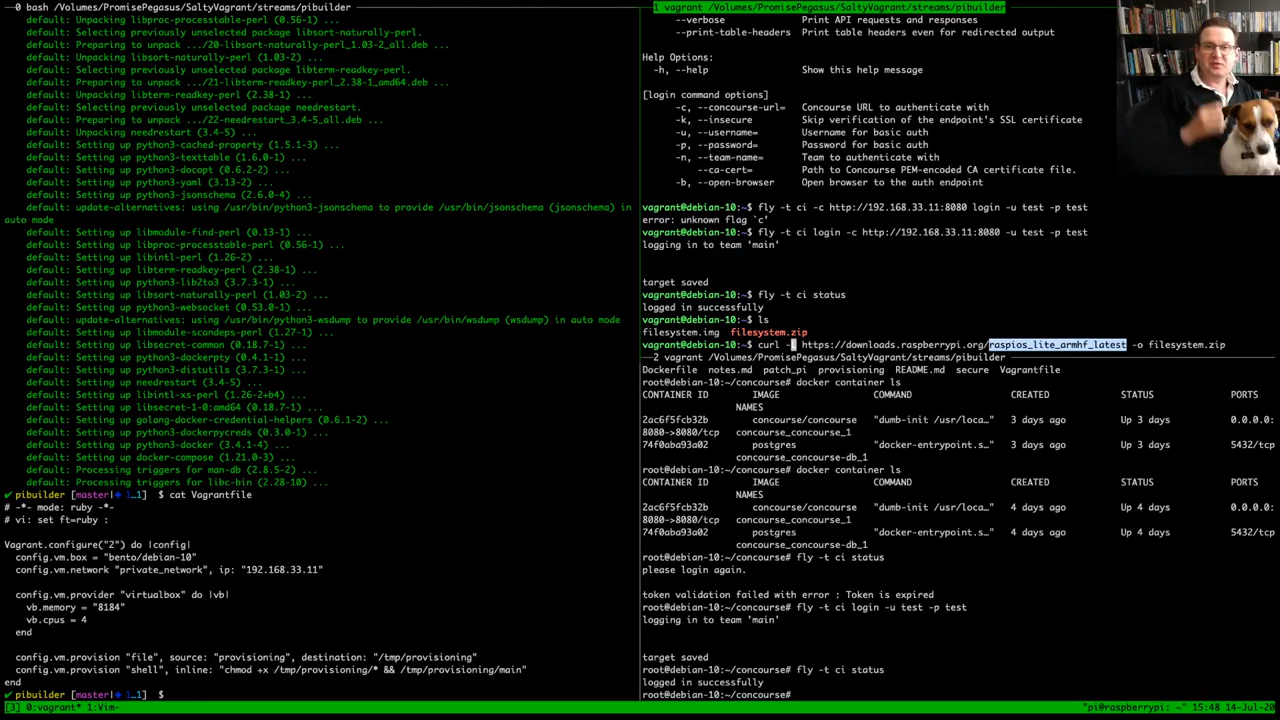 0 bash /Volumes/PromisePegasus/SaltyVagrant/streams/pibuilder
default: Unpacking libproc-processtable-perl (0.56-1) ...
default: Selecting previously unselected package libsort-naturally-perl.
default: Preparing to unpack .../20-libsort-naturally-perl_1.03-2_all.deb ...
default: Unpacking libsort-naturally-perl (1.03-2) ...
default: Selecting previously unselected package libterm-readkey-perl.
default: Preparing to unpack .../21-libterm-readkey-perl_2.38-1_amd64.deb ...
default: Unpacking libterm-readkey-perl (2.38-1) ...
default: Selecting previously unselected package needrestart.
default: Preparing to unpack .../22-needrestart_3.4-5_all.deb ...
default: Unpacking needrestart (3.4-5) ...
default: Setting up python3-cached-property (1.5.1-3) ...
default: Setting up python3-texttable (1.6.0-1) ...
default: Setting up python3-docopt (0.6.2-2) ...
default: Setting up python3-yaml (3.13-2) ...
default: Setting up python3-jsonschema (2.6.0-4) ...
default: update-alternatives: using /usr/bin/python3-jsonschema to provide /usr/bin/jsonschema (jsonschema) in
auto mode
default: Setting up libmodule-find-perl (0.13-1) ...
default: Setting up libproc-processtable-perl (0.56-1) ...
default: Setting up libintl-perl (1.26-2) ...
default: Setting up libterm-readkey-perl (2.38-1) ...
default: Setting up python3-lib2to3 (3.7.3-1) ...
default: Setting up libsort-naturally-perl (1.03-2) ...
default: Setting up python3-websocket (0.53.0-1) ...
default: update-alternatives: using /usr/bin/python3-wsdump to provide /usr/bin/wsdump (wsdump) in auto mode
default: Setting up libmodule-scandeps-perl (1.27-1) ...
default: Setting up libsecret-common (0.18.7-1) ...
default: Setting up python3-dockerpty (0.4.1-1) ...
default: Setting up python3-distutils (3.7.3-1) ...
default: Setting up needrestart (3.4-5) ...
default: Setting up libintl-xs-perl (1.26-2+b4) ...
default: Setting up libsecret-1-0:amd64 (0.18.7-1) ...
default: Setting up golang-docker-credential-helpers (0.6.1-2) ...
default: Setting up python3-dockerpycreds (0.3.0-1) ...
default: Setting up python3-docker (3.4.1-4) ...
default: Setting up docker-compose (1.21.0-3) ...
default: Processing triggers for man-db (2.8.5-2) ...
default: Processing triggers for libc-bin (2.28-10) ...
✔ pibuilder [master|✚ 1…1] $ cat Vagrantfile
# -*- mode: ruby -*-
# vi: set ft=ruby :
Vagrant.configure("2") do |config|
config.vm.box = "bento/debian-10"
config.vm.network "private_network", ip: "192.168.33.11"
config.vm.provider "virtualbox" do |vb|
vb.memory = "8184"
vb.cpus = 4
end
config.vm.provision "file", source: "provisioning", destination: "/tmp/provisioning"
config.vm.provision "shell", inline: "chmod +x /tmp/provisioning/* && /tmp/provisioning/main"
end
✔ pibuilder [master|✚ 1…1] $
1 vagrant /Volumes/PromisePegasus/SaltyVagrant/streams/pibuilder
--verbose Print API requests and responses
--print-table-headers Print table headers even for redirected output
Help Options:
-h, --help Show this help message
[login command options]
-c, --concourse-url= Concourse URL to authenticate with
-k, --insecure Skip verification of the endpoint's SSL certificate
-u, --username= Username for basic auth
-p, --password= Password for basic auth
-n, --team-name= Team to authenticate with
--ca-cert= Path to Concourse PEM-encoded CA certificate file.
-b, --open-browser Open browser to the auth endpoint
vagrant@debian-10:~$ fly -t ci -c http://192.168.33.11:8080 login -u test -p test
error: unknown flag `c'
vagrant@debian-10:~$ fly -t ci login -c http://192.168.33.11:8080 -u test -p test
logging in to team 'main'
target saved
vagrant@debian-10:~$ fly -t ci status
logged in successfully
vagrant@debian-10:~$ ls
filesystem.img filesystem.zip
vagrant@debian-10:~$ curl - https://downloads.raspberrypi.org/raspios_lite_armhf_latest -o filesystem.zip
2 vagrant /Volumes/PromisePegasus/SaltyVagrant/streams/pibuilder
Dockerfile notes.md patch_pi provisioning README.md secure Vagrantfile
root@debian-10:~/concourse# docker container ls
CONTAINER ID IMAGE COMMAND CREATED STATUS PORTS
NAMES
2ac6f5fcb32b concourse/concourse "dumb-init /usr/loca…" 3 days ago Up 3 days 0.0.0.0:
8080->8080/tcp concourse_concourse_1
74f0aba93a02 postgres "docker-entrypoint.s…" 3 days ago Up 3 days 5432/tcp
concourse_concourse-db_1
root@debian-10:~/concourse# docker container ls
CONTAINER ID IMAGE COMMAND CREATED STATUS PORTS
NAMES
2ac6f5fcb32b concourse/concourse "dumb-init /usr/loca…" 4 days ago Up 4 days 0.0.0.0:
8080->8080/tcp concourse_concourse_1
74f0aba93a02 postgres "docker-entrypoint.s…" 4 days ago Up 4 days 5432/tcp
concourse_concourse-db_1
root@debian-10:~/concourse# fly -t ci status
please login again.
token validation failed with error : Token is expired
root@debian-10:~/concourse# fly -t ci login -u test -p test
logging in to team 'main'
target saved
root@debian-10:~/concourse# fly -t ci status
logged in successfully
root@debian-10:~/concourse#
[3] 0:vagrant* 1:Vim- "pi@raspberrypi: ~" 15:48 14-Jul-20